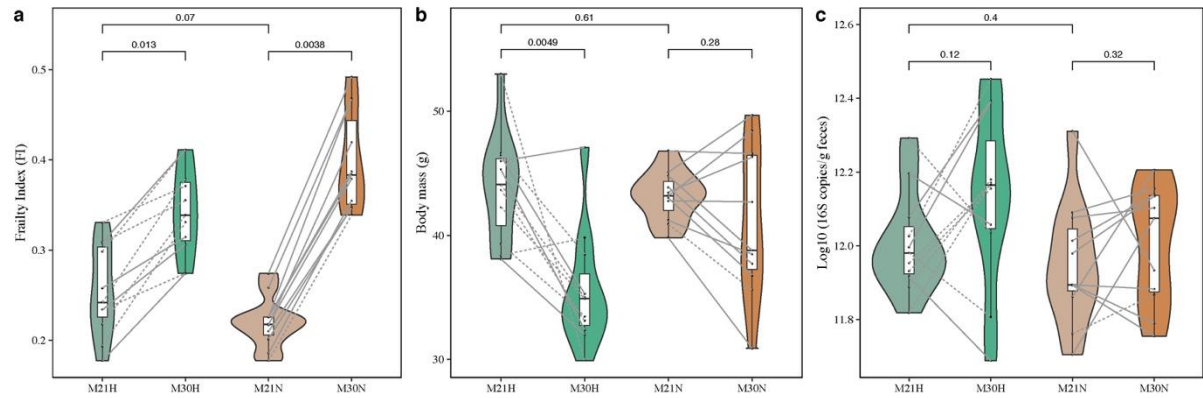 a
0.07
0.013
0.0038
Frailty Index (FI)
0.5
0.4
0.3
0.2
M21H
M30H
M21N
M30N
b
0.61
0.0049
0.28
Body mass (g)
50
40
30
M21H
M30H
M21N
M30N
c
0.4
0.12
0.32
Log10 (16S copies/g feces)
12.6
12.4
12.2
12.0
11.8
M21H
M30H
M21N
M30N